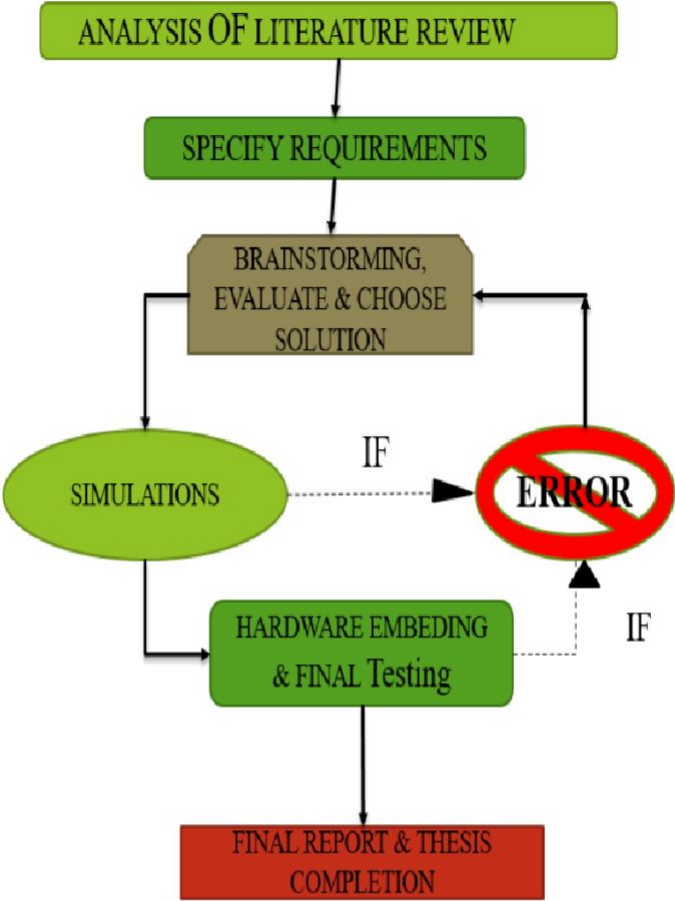 ANALYSIS OF LITERATURE REVIEW
SPECIFY REQUIREMENTS
BRAINSTORMING,
EVALUATE & CHOOSE
SOLUTION
SIMULATIONS
IF
ERROR
HARDWARE EMBEDING
& FINAL Testing
IF
FINAL REPORT & THESIS
COMPLETION